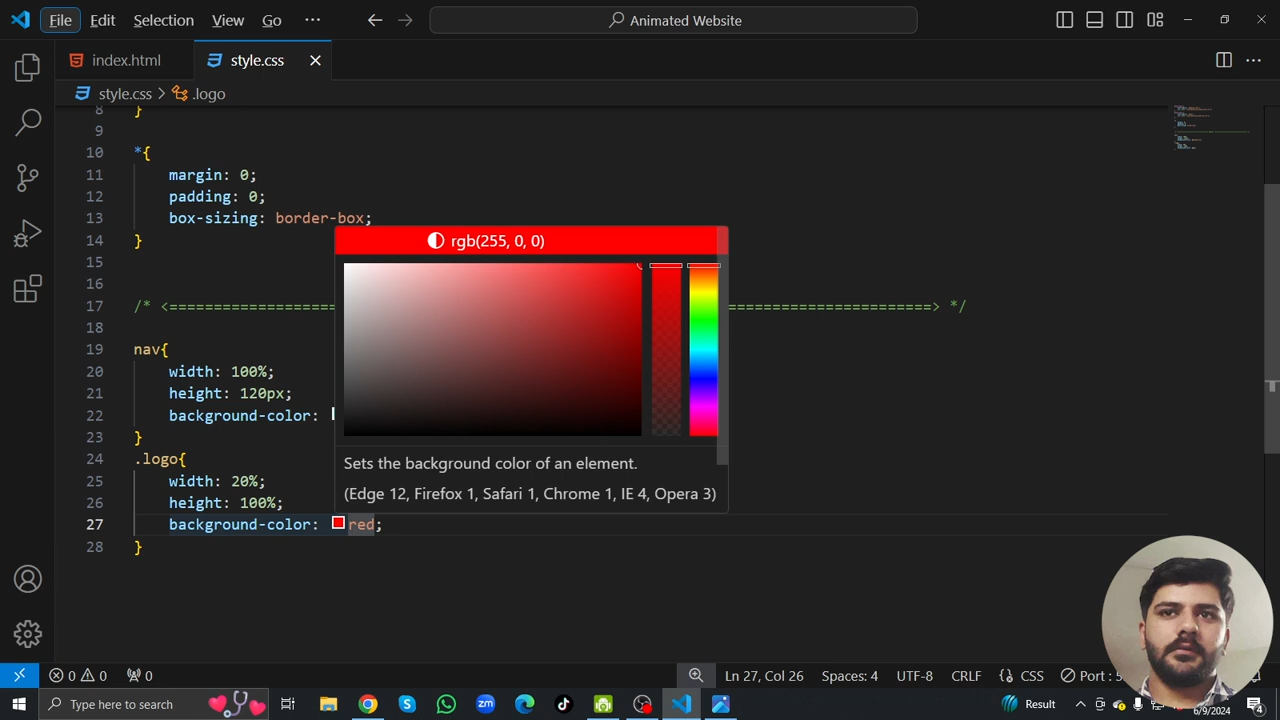 File Edit Selection View Go ··· Animated Website
index.html style.css
style.css > .logo
8 }
9
10 *{
11 margin: 0;
12 padding: 0;
13 box-sizing: border-box;
14 }
15
16
17 /* <=================== ======================> */
18
19 nav{
20 width: 100%;
21 height: 120px;
22 background-color:
23 }
24 .logo{
25 width: 20%;
26 height: 100%;
27 background-color: red;
28 }
rgb(255, 0, 0)
Sets the background color of an element.
(Edge 12, Firefox 1, Safari 1, Chrome 1, IE 4, Opera 3)
0 0 0 Ln 27, Col 26 Spaces: 4 UTF-8 CRLF {} CSS Port : 5
Type here to search zm Result 6/9/2024 4